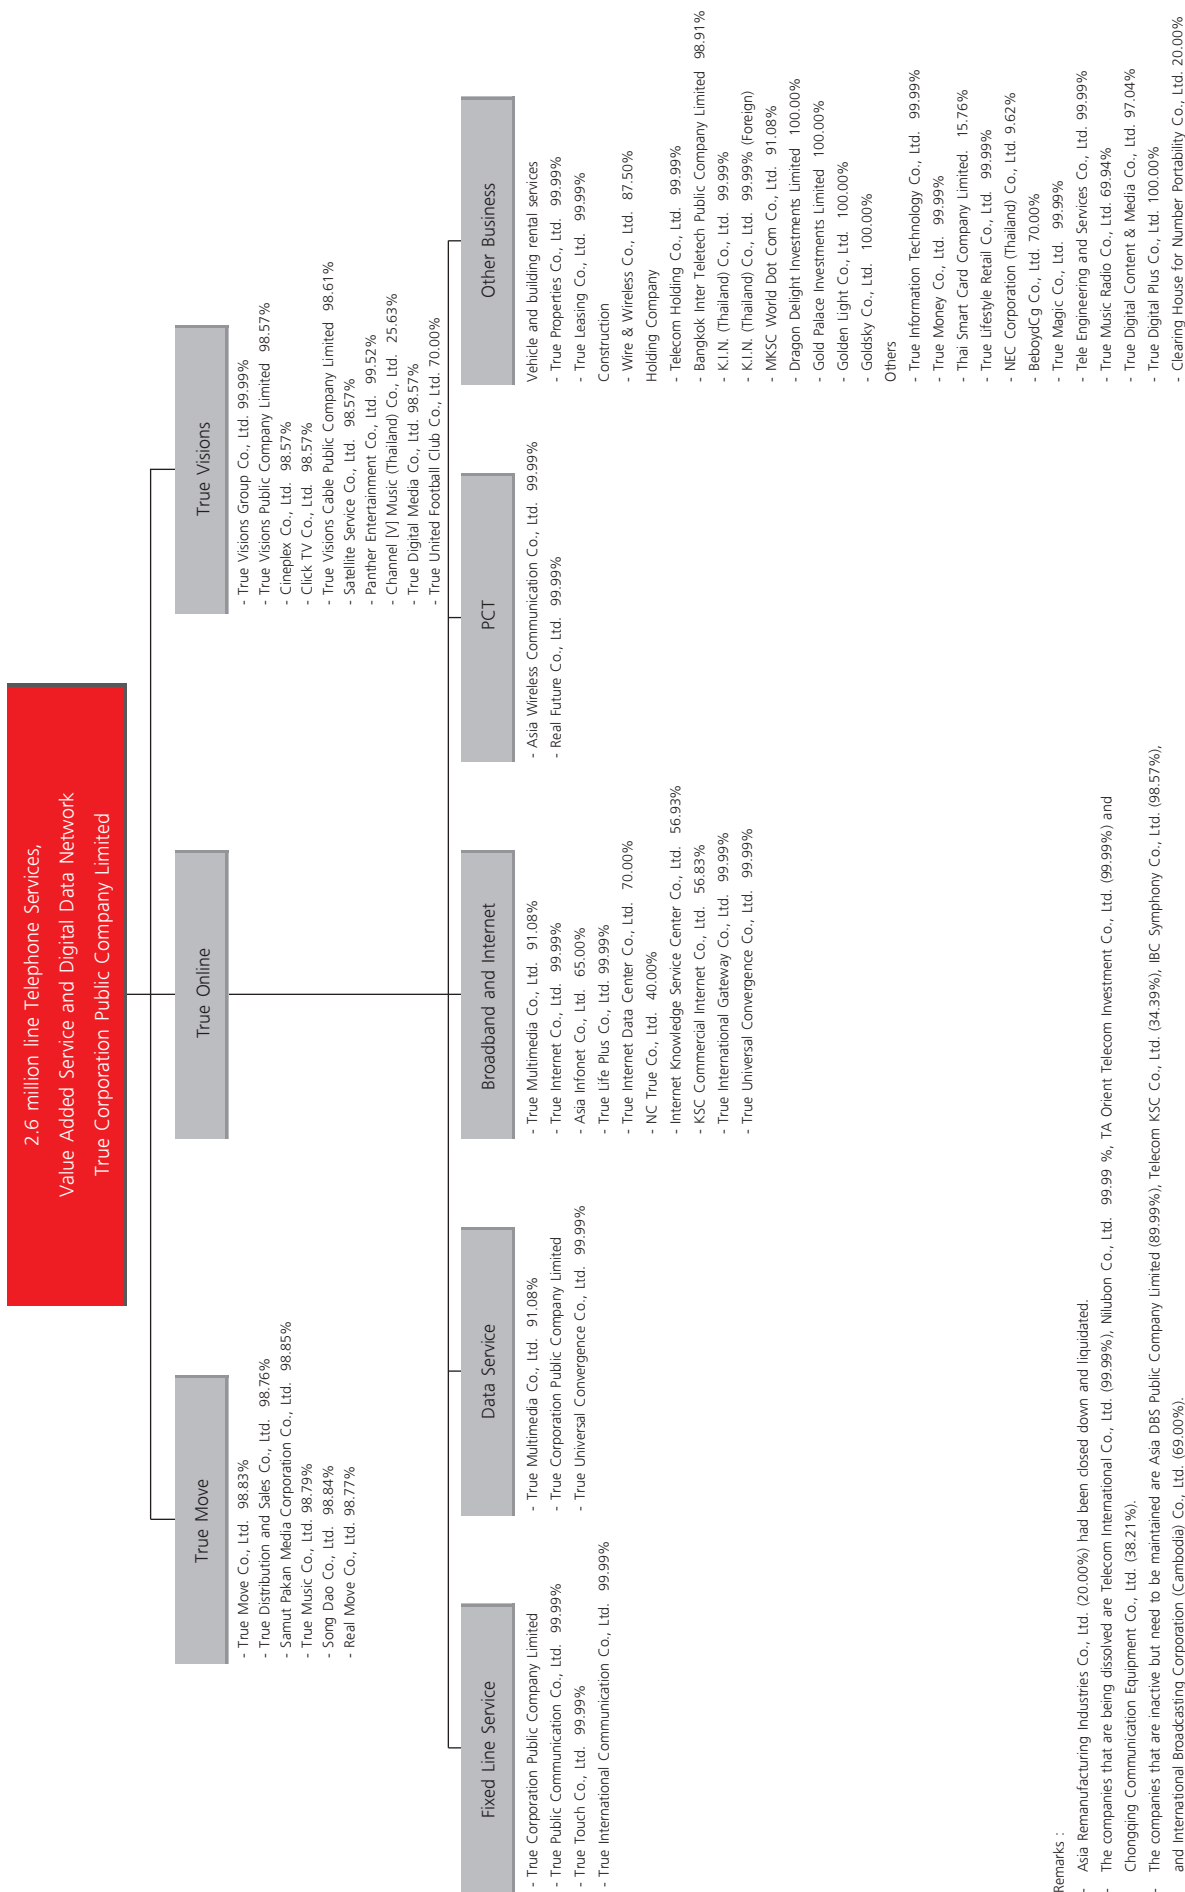 2.6 million line Telephone Services,
Value Added Service and Digital Data Network
True Corporation Public Company Limited
True Move
- True Move Co., Ltd. 98.83%
- True Distribution and Sales Co., Ltd. 98.76%
- Samut Pakan Media Corporation Co., Ltd. 98.85%
- True Music Co., Ltd. 98.79%
- Song Dao Co., Ltd. 98.84%
- Real Move Co., Ltd. 98.77%
True Online
True Visions
- True Visions Group Co., Ltd. 99.99%
- True Visions Public Company Limited 98.57%
- Cineplex Co., Ltd. 98.57%
- Click TV Co., Ltd. 98.57%
- True Visions Cable Public Company Limited 98.61%
- Satellite Service Co., Ltd. 98.57%
- Panther Entertainment Co., Ltd. 99.52%
- Channel [V] Music (Thailand) Co., Ltd. 25.63%
- True Digital Media Co., Ltd. 98.57%
- True United Football Club Co., Ltd. 70.00%
Fixed Line Service
- True Corporation Public Company Limited
- True Public Communication Co., Ltd. 99.99%
- True Touch Co., Ltd. 99.99%
- True International Communication Co., Ltd. 99.99%
Data Service
- True Multimedia Co., Ltd. 91.08%
- True Corporation Public Company Limited
- True Universal Convergence Co., Ltd. 99.99%
Broadband and Internet
- True Multimedia Co., Ltd. 91.08%
- True Internet Co., Ltd. 99.99%
- Asia Infonet Co., Ltd. 65.00%
- True Life Plus Co., Ltd. 99.99%
- True Internet Data Center Co., Ltd. 70.00%
- NC True Co., Ltd. 40.00%
- Internet Knowledge Service Center Co., Ltd. 56.93%
- KSC Commercial Internet Co., Ltd. 56.83%
- True International Gateway Co., Ltd. 99.99%
- True Universal Convergence Co., Ltd. 99.99%
PCT
- Asia Wireless Communication Co., Ltd. 99.99%
- Real Future Co., Ltd. 99.99%
Other Business
Vehicle and building rental services
- True Properties Co., Ltd. 99.99%
- True Leasing Co., Ltd. 99.99%
Construction
- Wire & Wireless Co., Ltd. 87.50%
Holding Company
- Telecom Holding Co., Ltd. 99.99%
- Bangkok Inter Teletech Public Company Limited 98.91%
- K.I.N. (Thailand) Co., Ltd. 99.99%
- K.I.N. (Thailand) Co., Ltd. 99.99% (Foreign)
- MKSC World Dot Com Co., Ltd. 91.08%
- Dragon Delight Investments Limited 100.00%
- Gold Palace Investments Limited 100.00%
- Golden Light Co., Ltd. 100.00%
- Goldsky Co., Ltd. 100.00%
Others
- True Information Technology Co., Ltd. 99.99%
- True Money Co., Ltd. 99.99%
- Thai Smart Card Company Limited. 15.76%
- True Lifestyle Retail Co., Ltd. 99.99%
- NEC Corporation (Thailand) Co., Ltd. 9.62%
- BeboydCg Co., Ltd. 70.00%
- True Magic Co., Ltd. 99.99%
- Tele Engineering and Services Co., Ltd. 99.99%
- True Music Radio Co., Ltd. 69.94%
- True Digital Content & Media Co., Ltd. 97.04%
- True Digital Plus Co., Ltd. 100.00%
- Clearing House for Number Portability Co., Ltd. 20.00%
Remarks :
- Asia Remanufacturing Industries Co., Ltd. (20.00%) had been closed down and liquidated.
- The companies that are being dissolved are Telecom International Co., Ltd. (99.99%), Nilubon Co., Ltd. 99.99 %, TA Orient Telecom Investment Co., Ltd. (99.99%) and
Chongqing Communication Equipment Co., Ltd. (38.21%).
- The companies that are inactive but need to be maintained are Asia DBS Public Company Limited (89.99%), Telecom KSC Co., Ltd. (34.39%), IBC Symphony Co., Ltd. (98.57%),
and International Broadcasting Corporation (Cambodia) Co., Ltd. (69.00%).